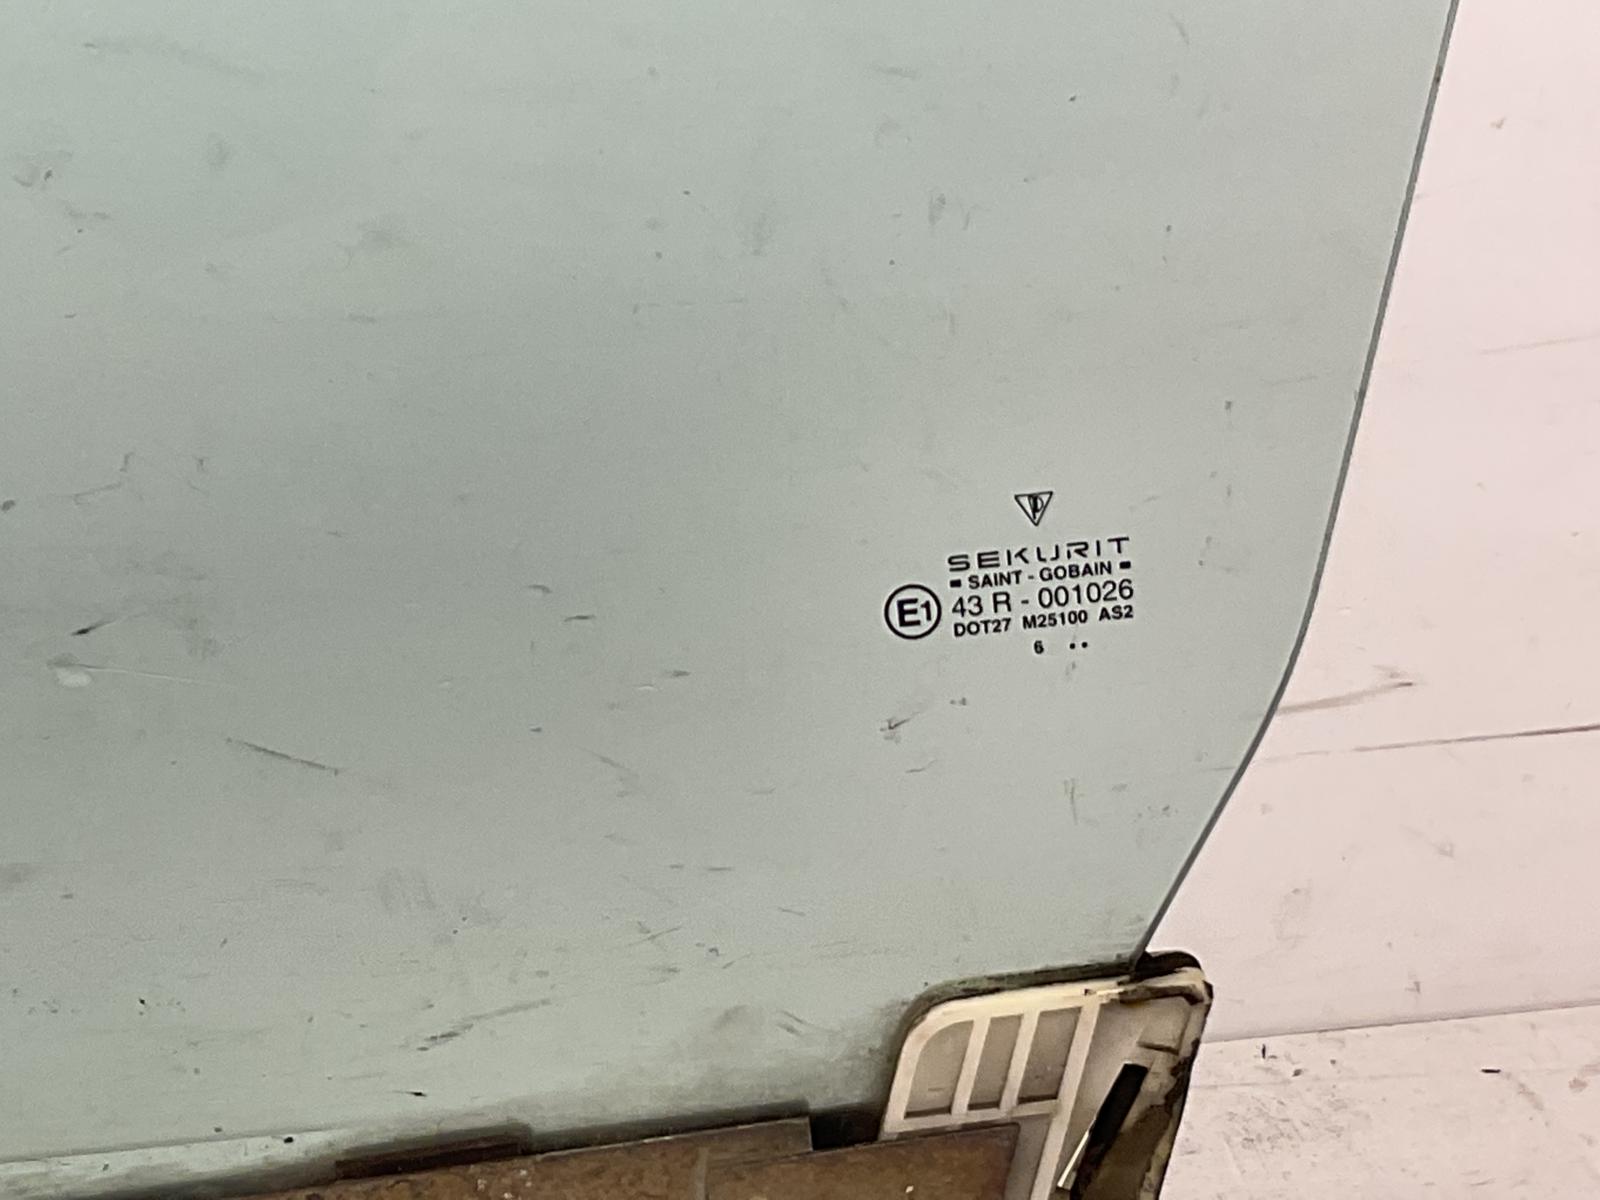 P
SEKURIT
- SAINT - GOBAIN -
E1 43 R - 001026
DOT27 M25100 AS2
6 ••